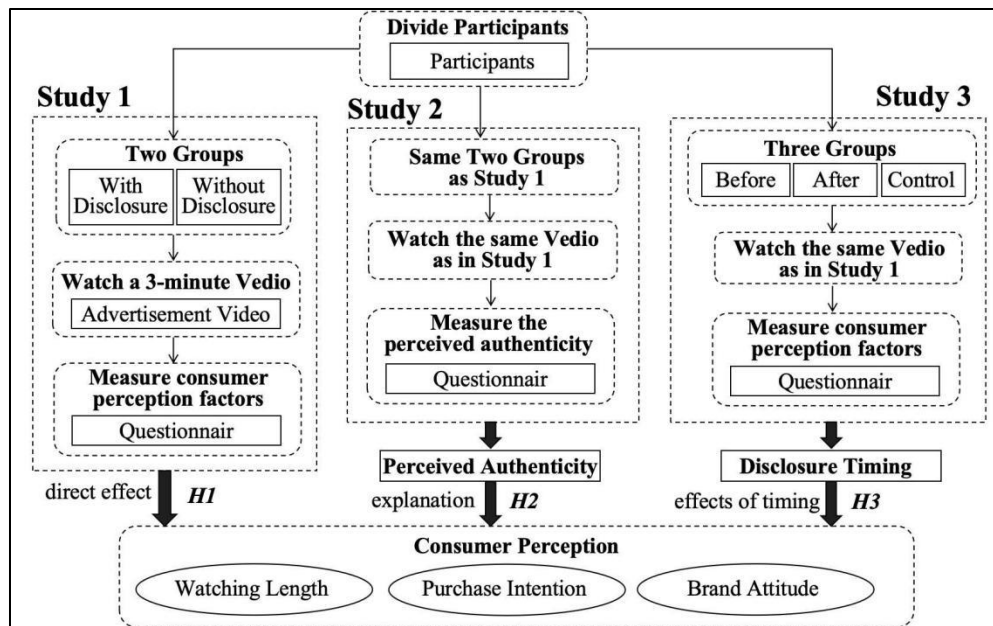 Divide Participants
Participants
Study 1
Two Groups
With
Disclosure
Without
Disclosure
Watch a 3-minute Vedio
Advertisement Video
Measure consumer
perception factors
Questionnair
direct effect
H1
Study 2
Same Two Groups
as Study 1
Watch the same Vedio
as in Study 1
Measure the
perceived authenticity
Questionnair
Perceived Authenticity
explanation
H2
Study 3
Three Groups
Before
After
Control
Watch the same Vedio
as in Study 1
Measure consumer
perception factors
Questionnair
Disclosure Timing
effects of timing
H3
Consumer Perception
Watching Length
Purchase Intention
Brand Attitude